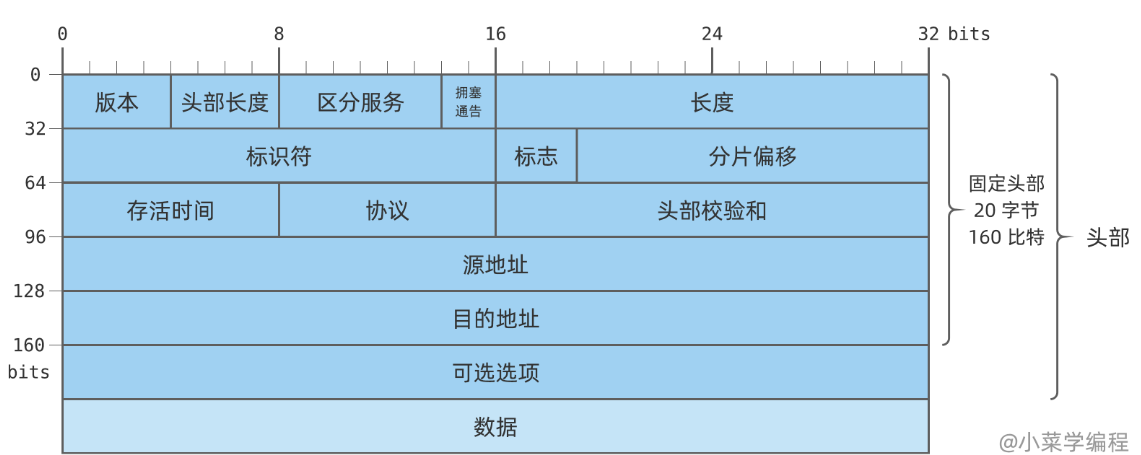 0 8 16 24 32 bits
0
版本 头部长度 区分服务 拥塞 长度
通告
32
标识符 标志 分片偏移
64
存活时间 协议 头部校验和
96
源地址
128
目的地址
160
bits
可选选项
数据
固定头部
20 字节
160 比特
头部
@小菜学编程